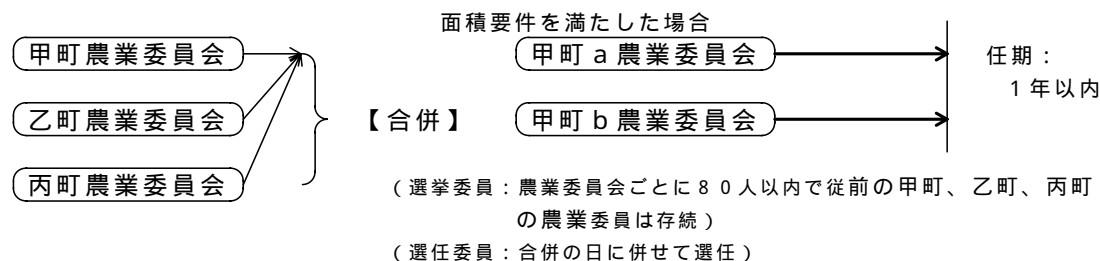 面積要件を満たした場合
甲町農業委員会
甲町a農業委員会
任期：
1年以内
乙町農業委員会
【合併】
甲町b農業委員会
丙町農業委員会
（選挙委員：農業委員会ごとに80人以内で従前の甲町、乙町、丙町
の農業委員は存続）
（選任委員：合併の日に併せて選任）